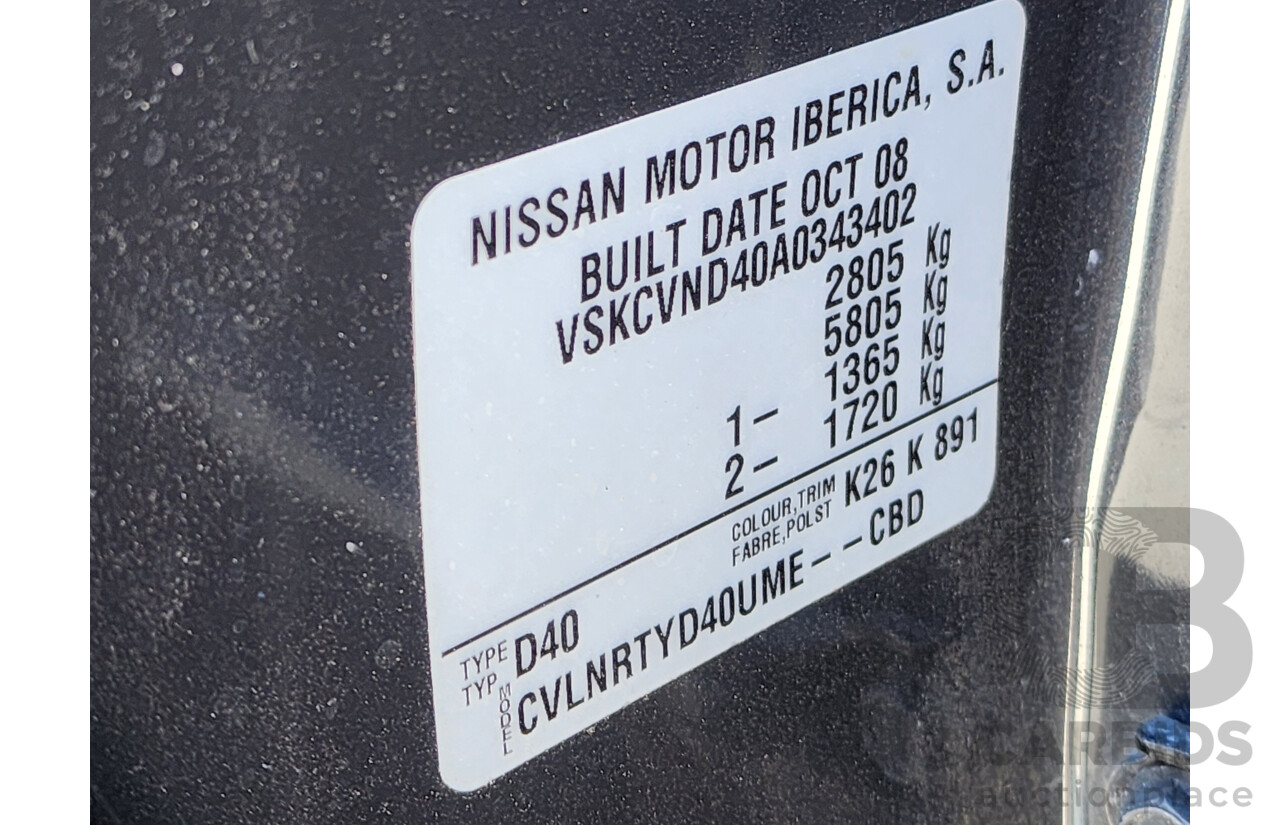 NISSAN MOTOR IBERICA, S.A.
BUILT DATE OCT 08
VSKCVND40A0343402
2805 Kg
5805 Kg
1- 1365 Kg
2- 1720 Kg
COLOUR,TRIM K26 K 891
FABRE,POLST
TYPE D40
TYP
MODEL CVLNRTYD40UME--CBD
auctionplace